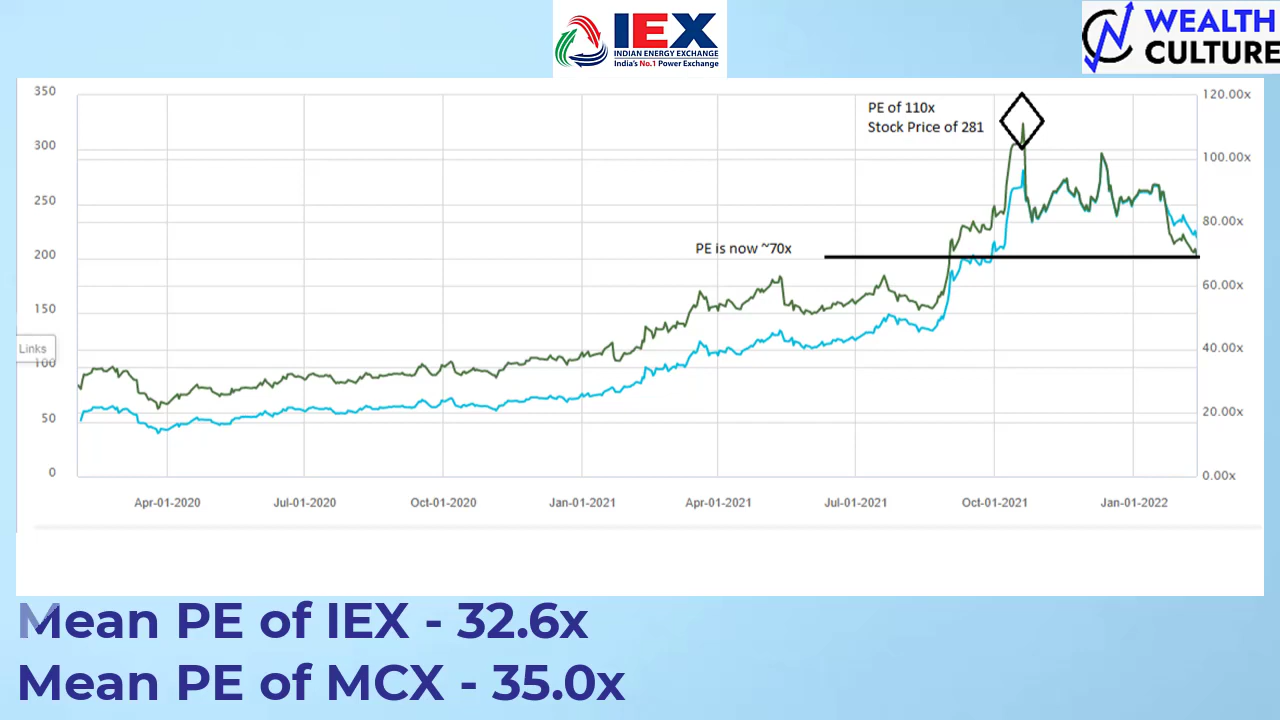 IEX
INDIAN ENERGY EXCHANGE
India's No.1 Power Exchange
WEALTH
CULTURE
350
300
250
200
150
100
50
0
120.00x
100.00x
80.00x
60.00x
40.00x
20.00x
0.00x
PE of 110x
Stock Price of 281
PE is now ~70x
Links
Apr-01-2020
Jul-01-2020
Oct-01-2020
Jan-01-2021
Apr-01-2021
Jul-01-2021
Oct-01-2021
Jan-01-2022
Mean PE of IEX - 32.6x
Mean PE of MCX - 35.0x